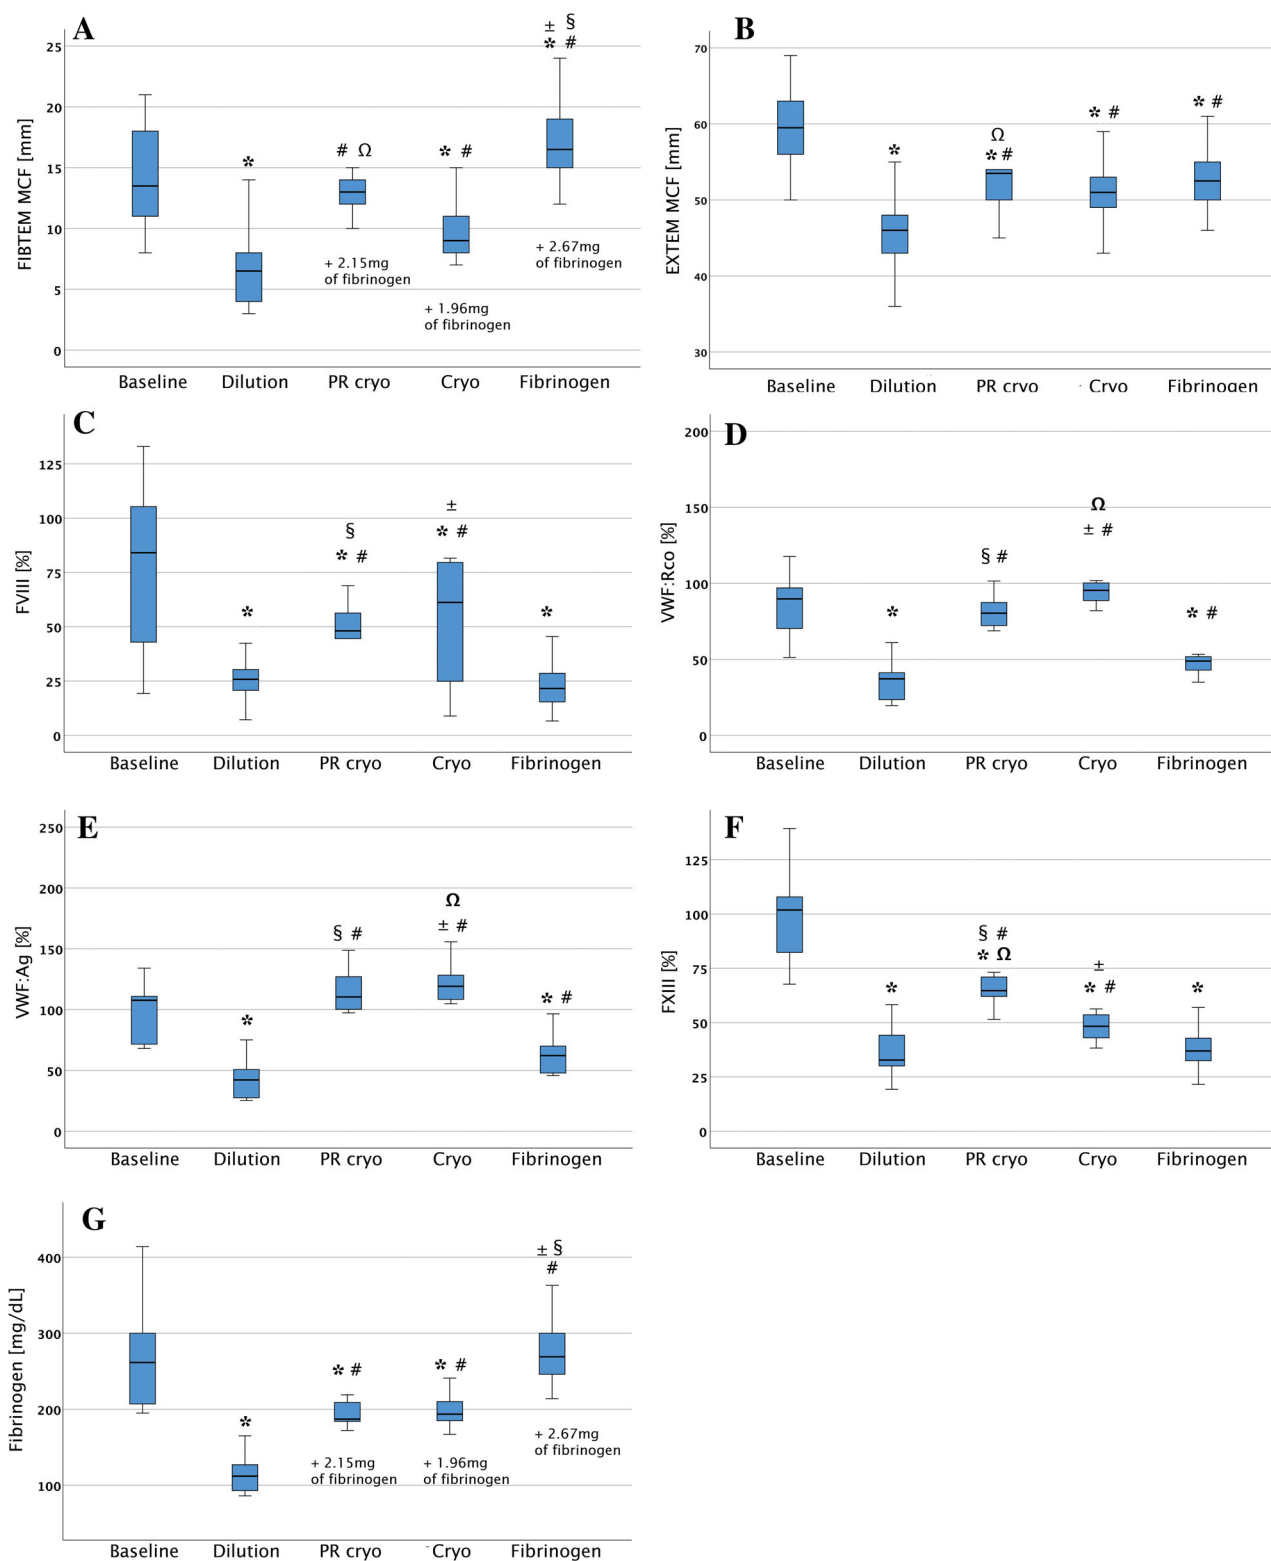 A
FIBTEM MCF [mm]
25
20
15
10
5
0
*
# Ω
* #
± §
* #
+ 2.15mg
of fibrinogen
+ 1.96mg
of fibrinogen
+ 2.67mg
of fibrinogen
Baseline Dilution PR cryo Cryo Fibrinogen
B
EXTEM MCF [mm]
70
60
50
40
30
*
Ω
* #
* #
* #
Baseline Dilution PR cryo Cryo Fibrinogen
C
FVIII [%]
125
100
75
50
25
0
*
§
* #
±
* #
*
Baseline Dilution PR cryo Cryo Fibrinogen
D
VWF:Rco [%]
200
150
100
50
0
*
§ #
Ω
± #
* #
Baseline Dilution PR cryo Cryo Fibrinogen
E
VWF:Ag [%]
250
200
150
100
50
0
*
§ #
Ω
± #
* #
Baseline Dilution PR cryo Cryo Fibrinogen
F
FXIII [%]
125
100
75
50
25
0
*
§ #
* Ω
±
* #
*
Baseline Dilution PR cryo Cryo Fibrinogen
G
Fibrinogen [mg/dL]
400
300
200
100
*
* #
* #
± §
#
+ 2.15mg
of fibrinogen
+ 1.96mg
of fibrinogen
+ 2.67mg
of fibrinogen
Baseline Dilution PR cryo Cryo Fibrinogen